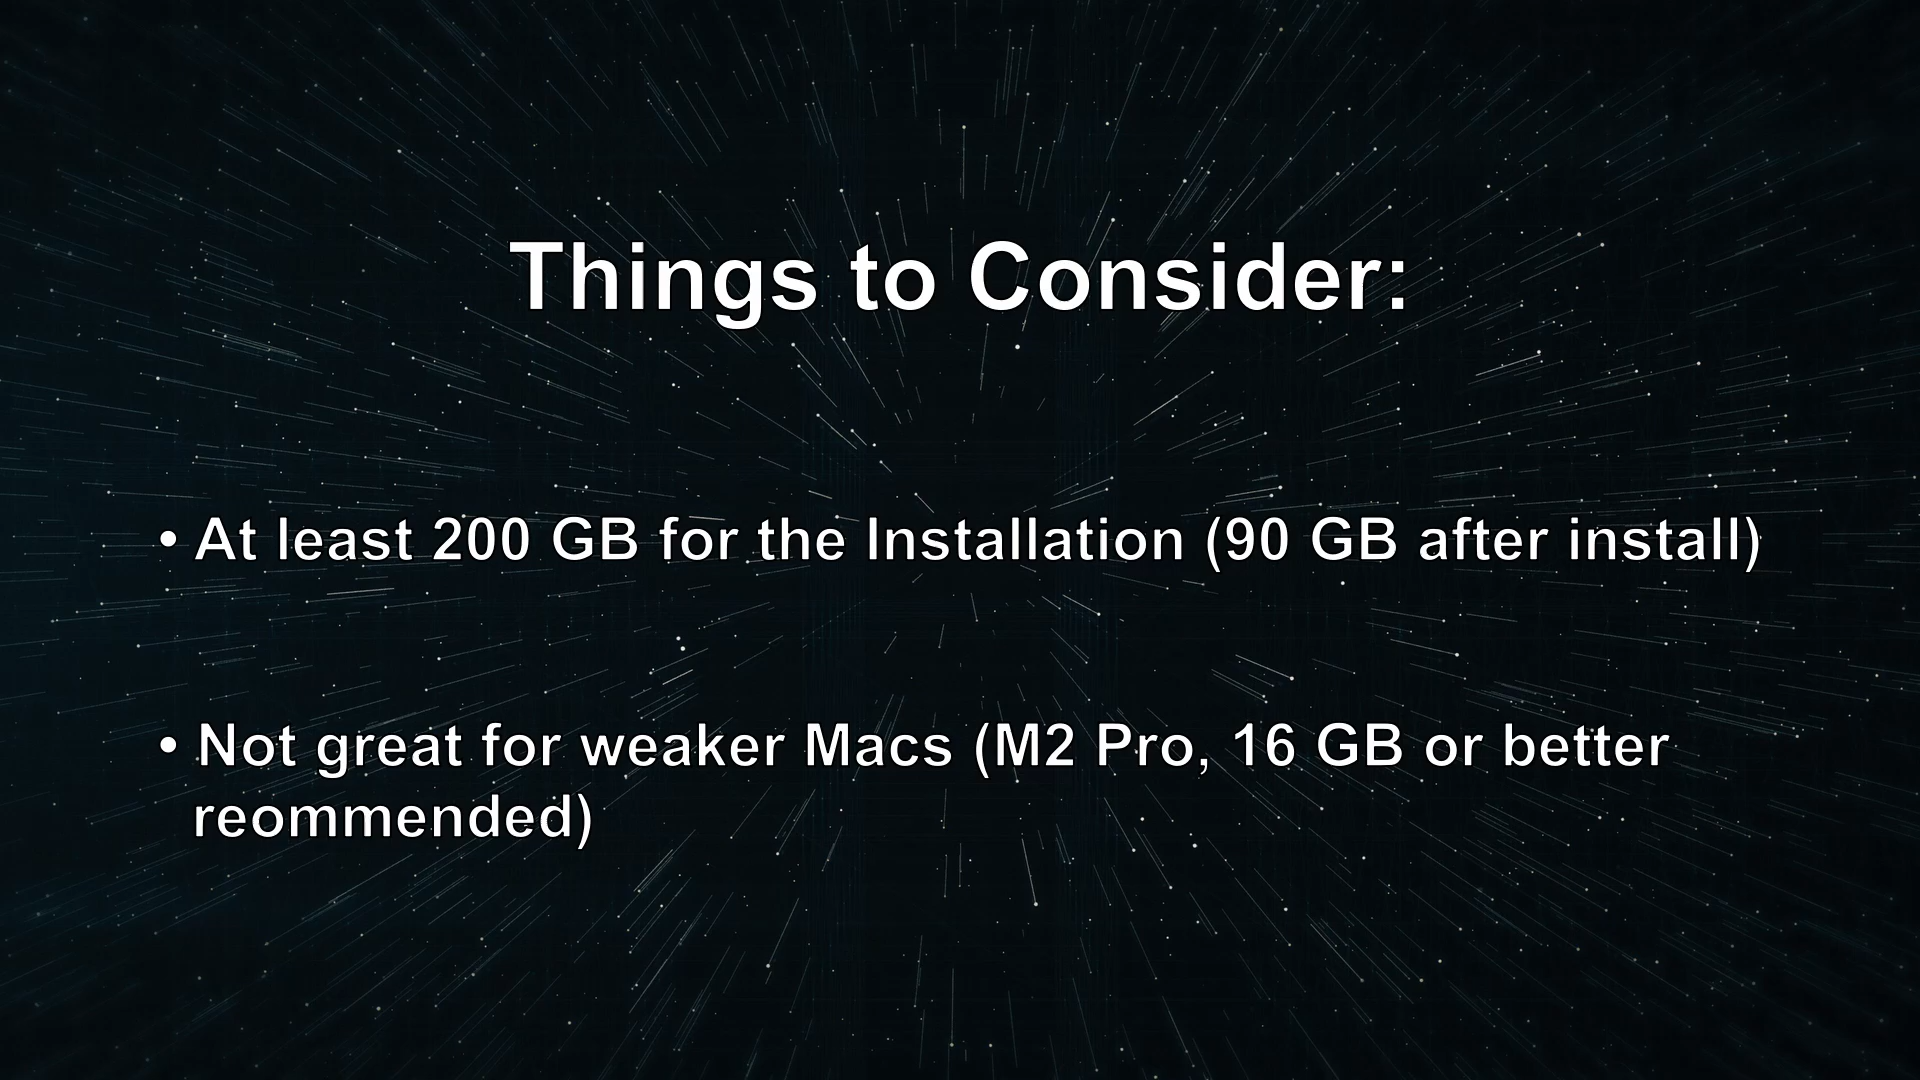 Things to Consider:
• At least 200 GB for the Installation (90 GB after install)
• Not great for weaker Macs (M2 Pro, 16 GB or better
reommended)